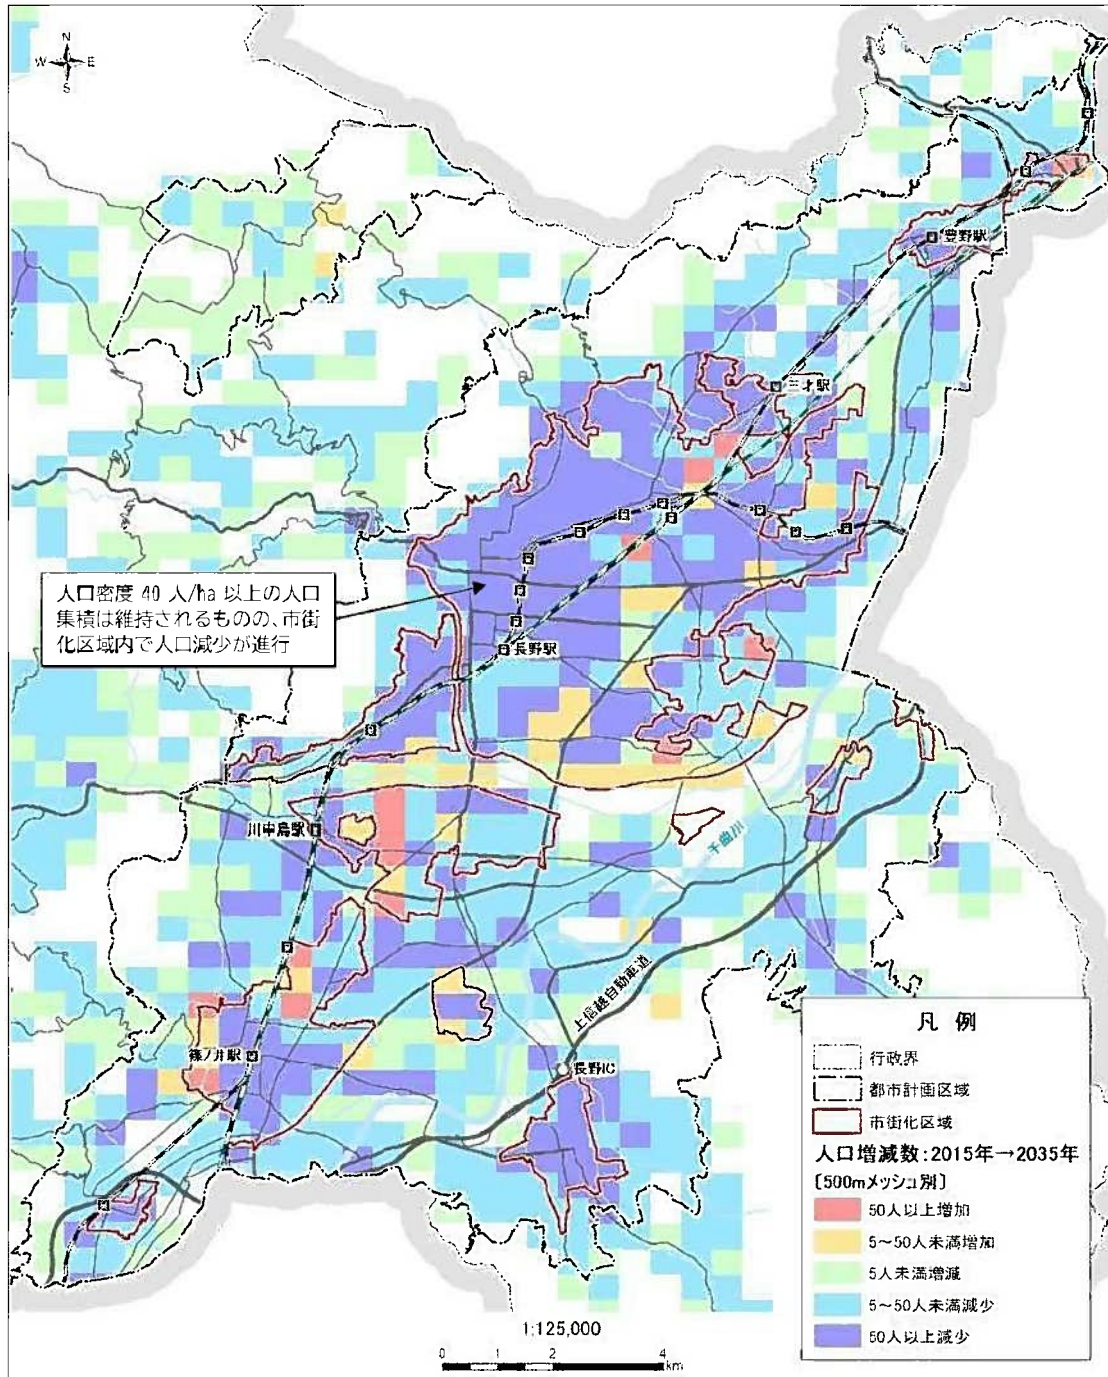 N
W
E
S
豊野駅
三才駅
人口密度 40 人/ha 以上の人口
集積は維持されるものの、市街
化区域内で人口減少が進行
長野駅
川中島駅
千曲川
上信越自動車道
篠ノ井駅
長野IC
凡 例
行政界
都市計画区域
市街化区域
人口増減数:2015年→2035年
[500mメッシュ別]
50人以上増加
5~50人未満増加
5人未満増減
5~50人未満減少
50人以上減少
1:125,000
0 1 2 4
km